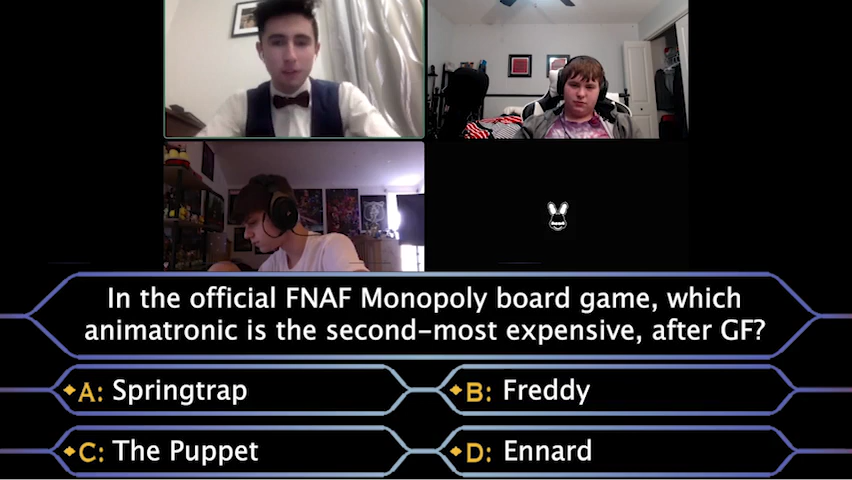 In the official FNAF Monopoly board game, which
animatronic is the second-most expensive, after GF?
A: Springtrap
B: Freddy
C: The Puppet
D: Ennard